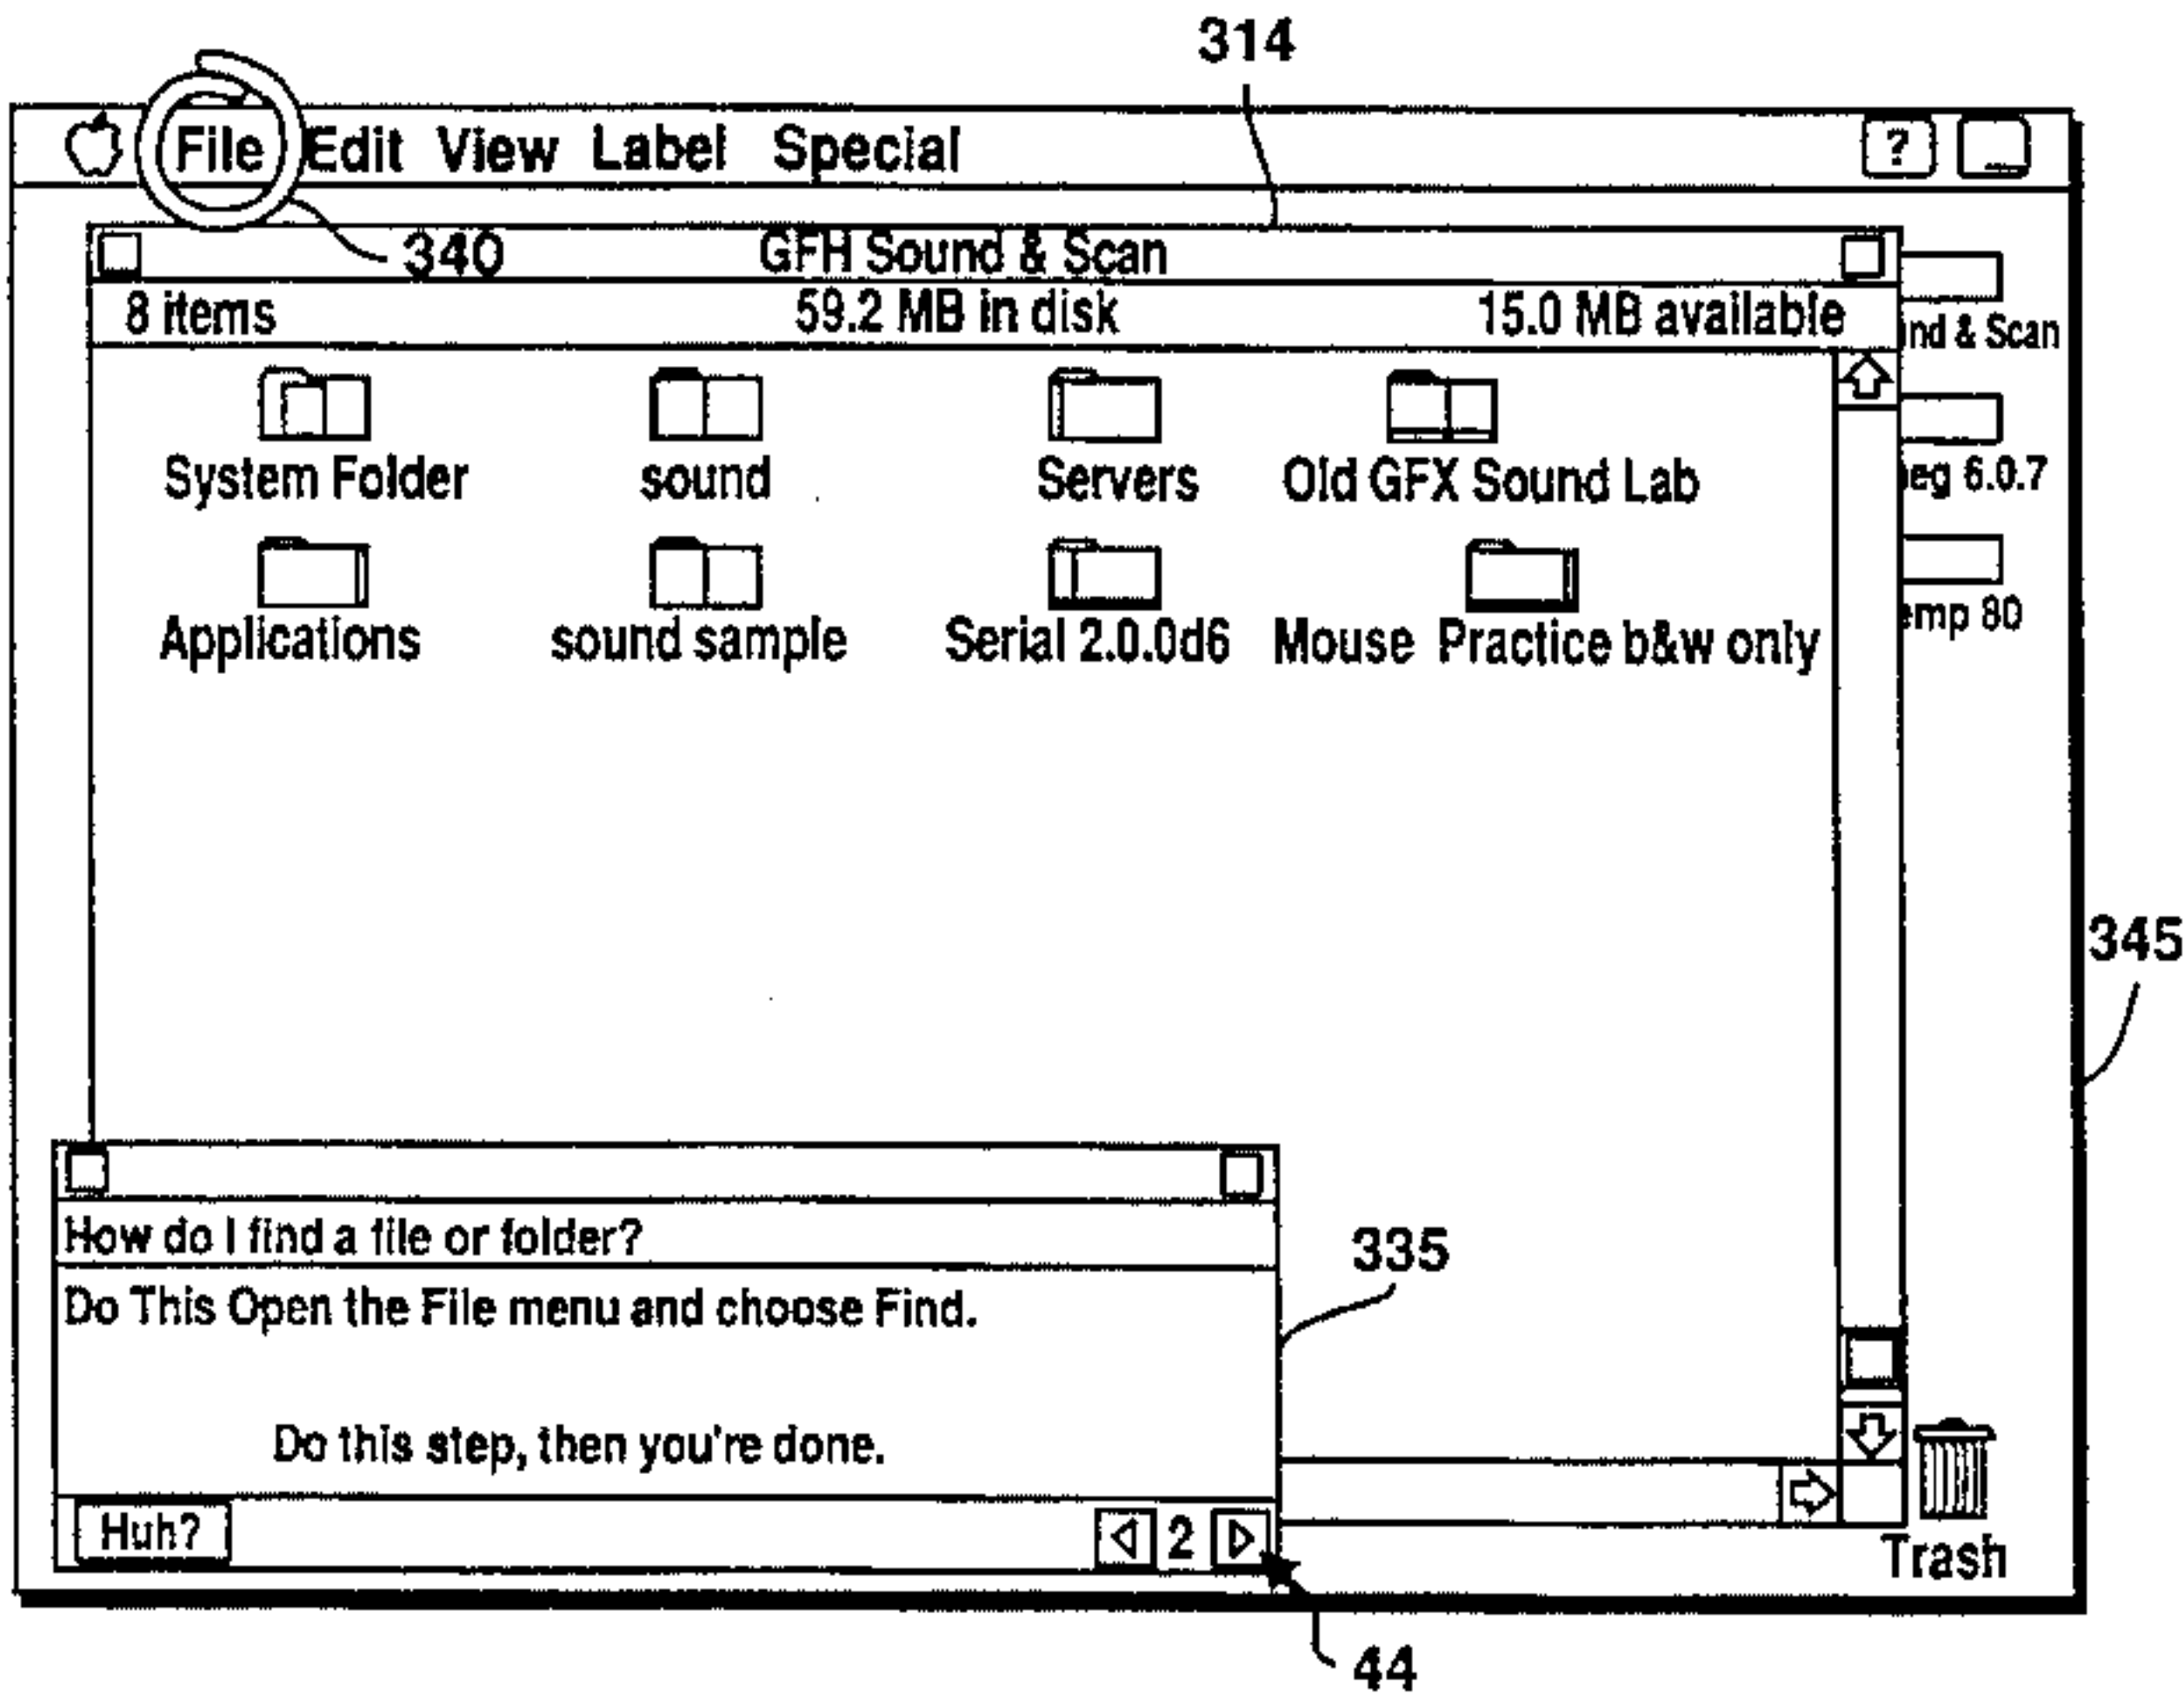 314
File Edit View Label Special ?
340 GFH Sound & Scan
8 items 59.2 MB in disk 15.0 MB available
nd & Scan
System Folder sound Servers Old GFX Sound Lab
eg 6.0.7
Applications sound sample Serial 2.0.0d6 Mouse Practice b&w only
emp 80
345
How do I find a file or folder?
335
Do This Open the File menu and choose Find.
Do this step, then you're done.
Huh? 2
Trash
44